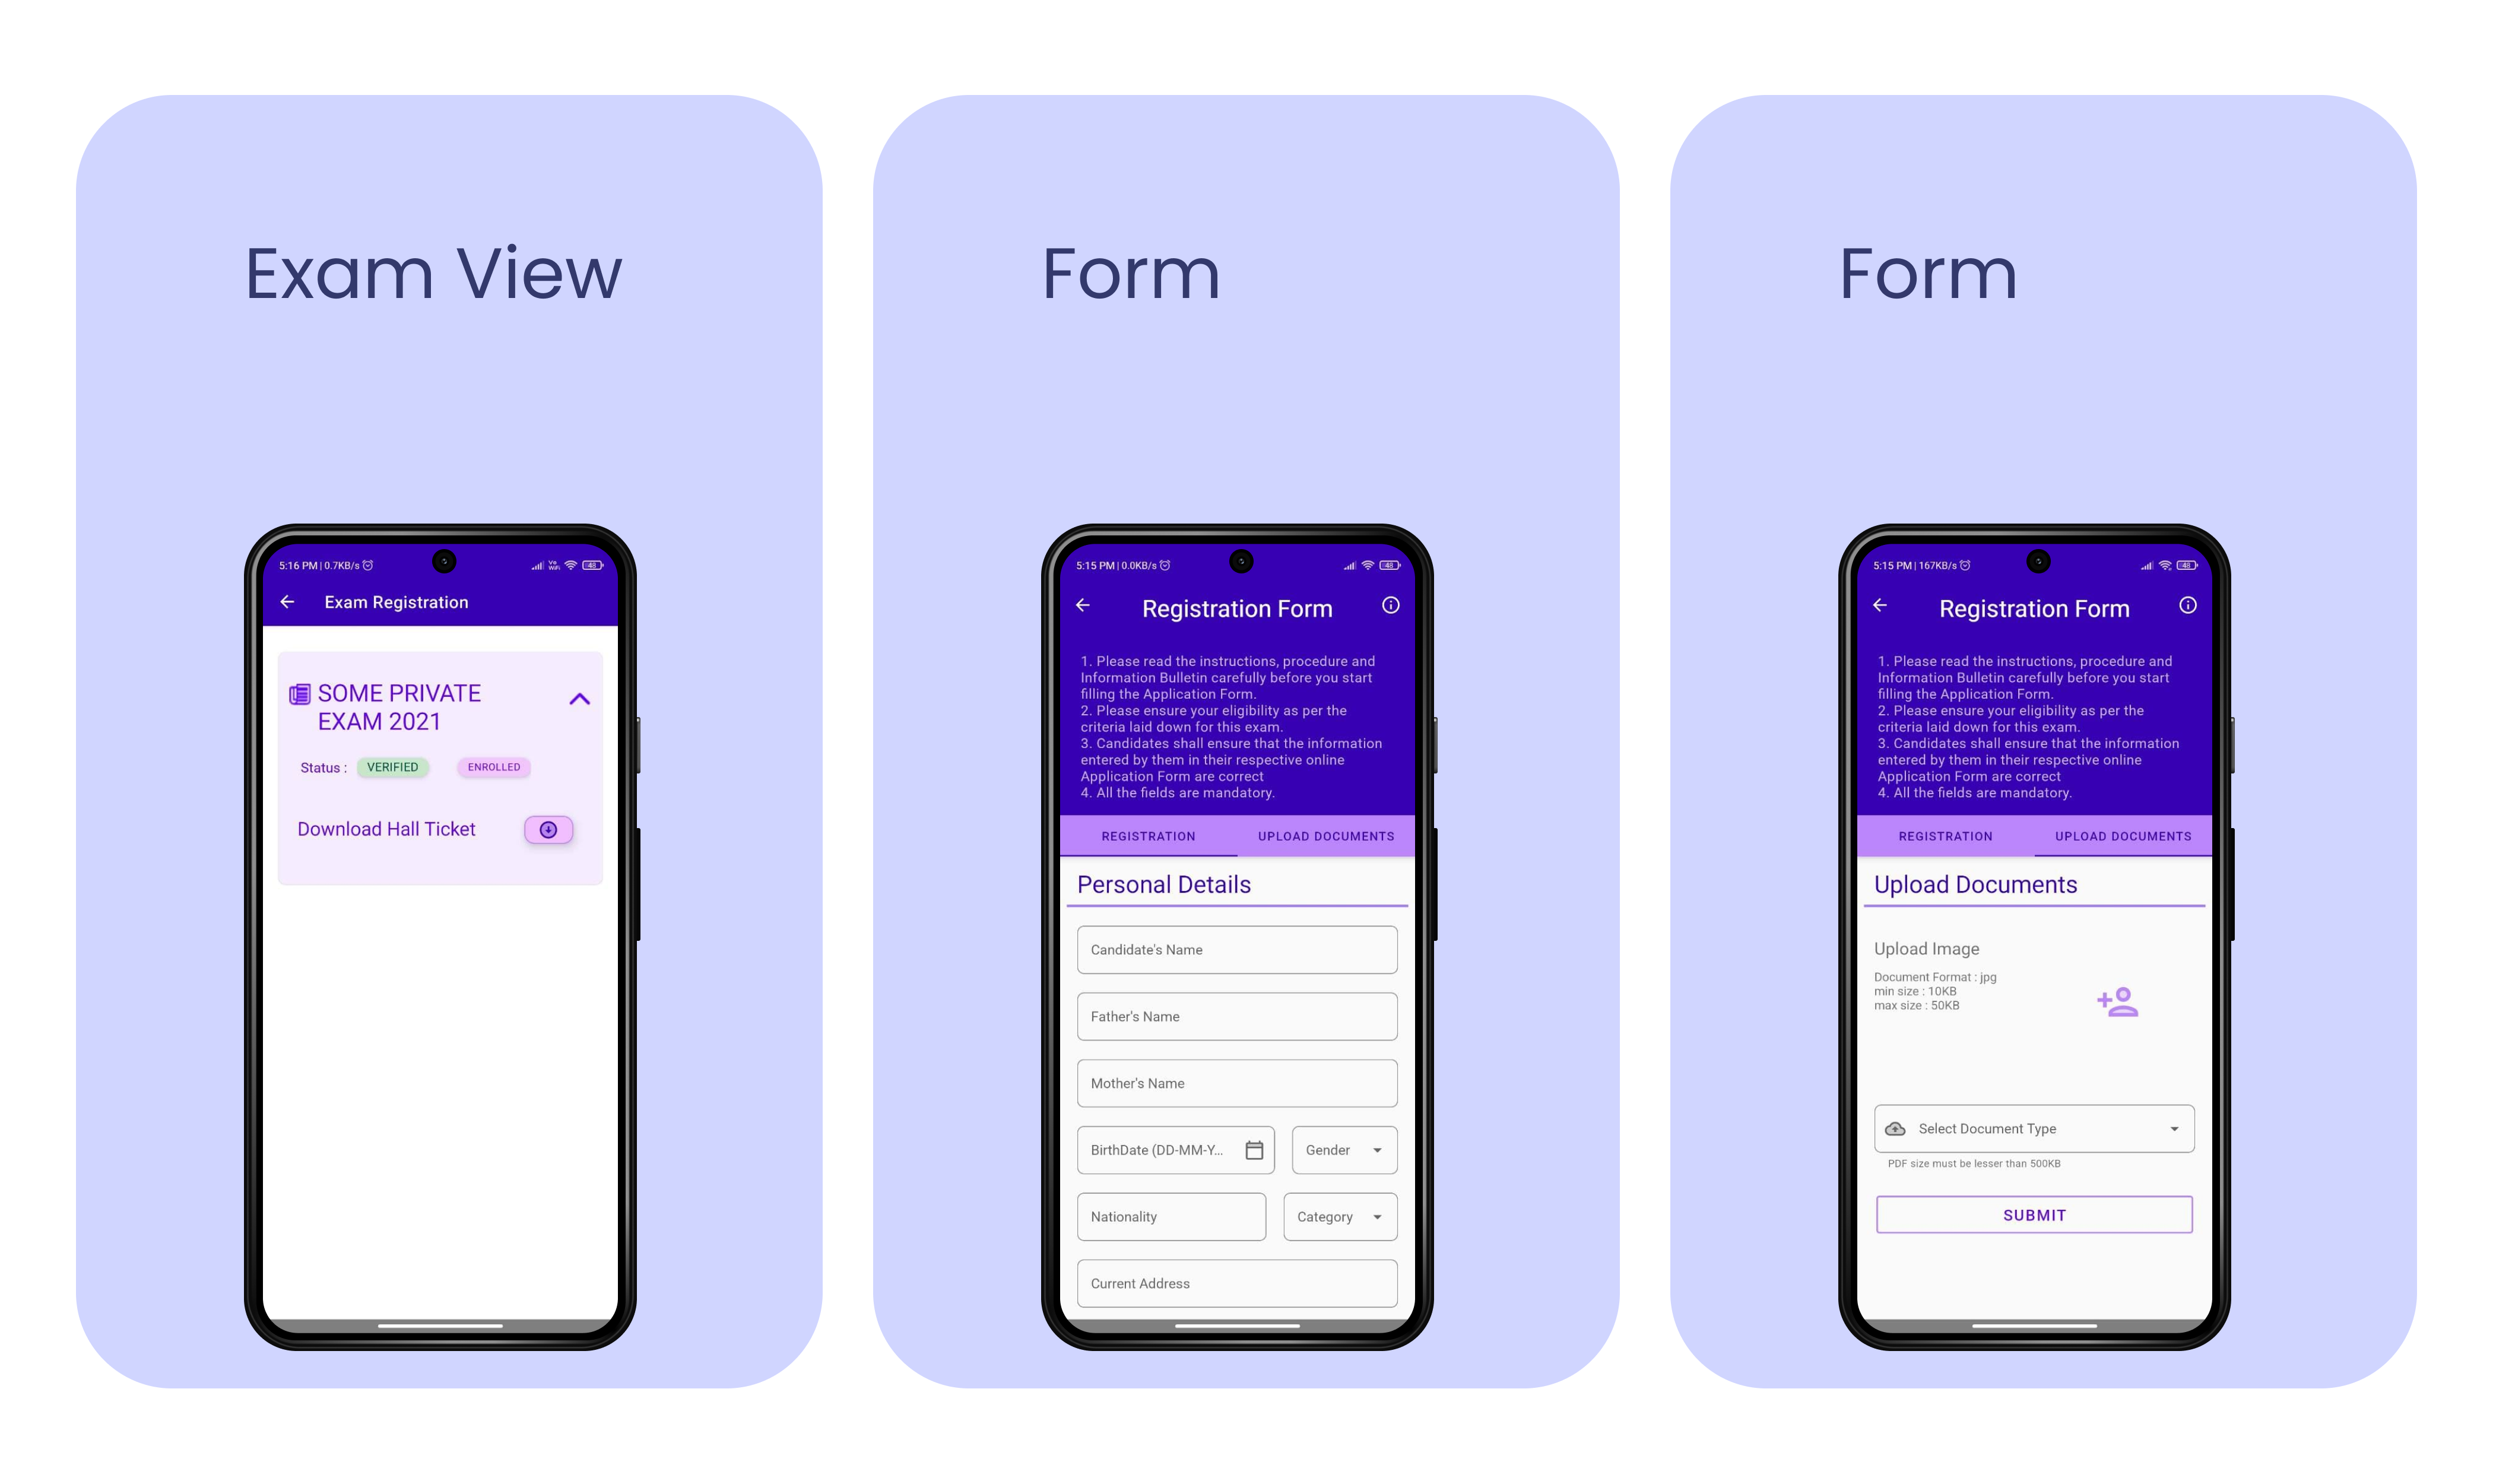 Exam View
5:16 PM | 0.7KB/s
Vo
WiFi
48
Exam Registration
SOME PRIVATE
EXAM 2021
Status :
VERIFIED
ENROLLED
Download Hall Ticket
Form
5:15 PM | 0.0KB/s
48
Registration Form
1. Please read the instructions, procedure and
Information Bulletin carefully before you start
filling the Application Form.
2. Please ensure your eligibility as per the
criteria laid down for this exam.
3. Candidates shall ensure that the information
entered by them in their respective online
Application Form are correct
4. All the fields are mandatory.
REGISTRATION
UPLOAD DOCUMENTS
Personal Details
Candidate's Name
Father's Name
Mother's Name
BirthDate (DD-MM-Y...
Gender
Nationality
Category
Current Address
Form
5:15 PM | 167KB/s
48
Registration Form
1. Please read the instructions, procedure and
Information Bulletin carefully before you start
filling the Application Form.
2. Please ensure your eligibility as per the
criteria laid down for this exam.
3. Candidates shall ensure that the information
entered by them in their respective online
Application Form are correct
4. All the fields are mandatory.
REGISTRATION
UPLOAD DOCUMENTS
Upload Documents
Upload Image
Document Format : jpg
min size : 10KB
max size : 50KB
Select Document Type
PDF size must be lesser than 500KB
SUBMIT